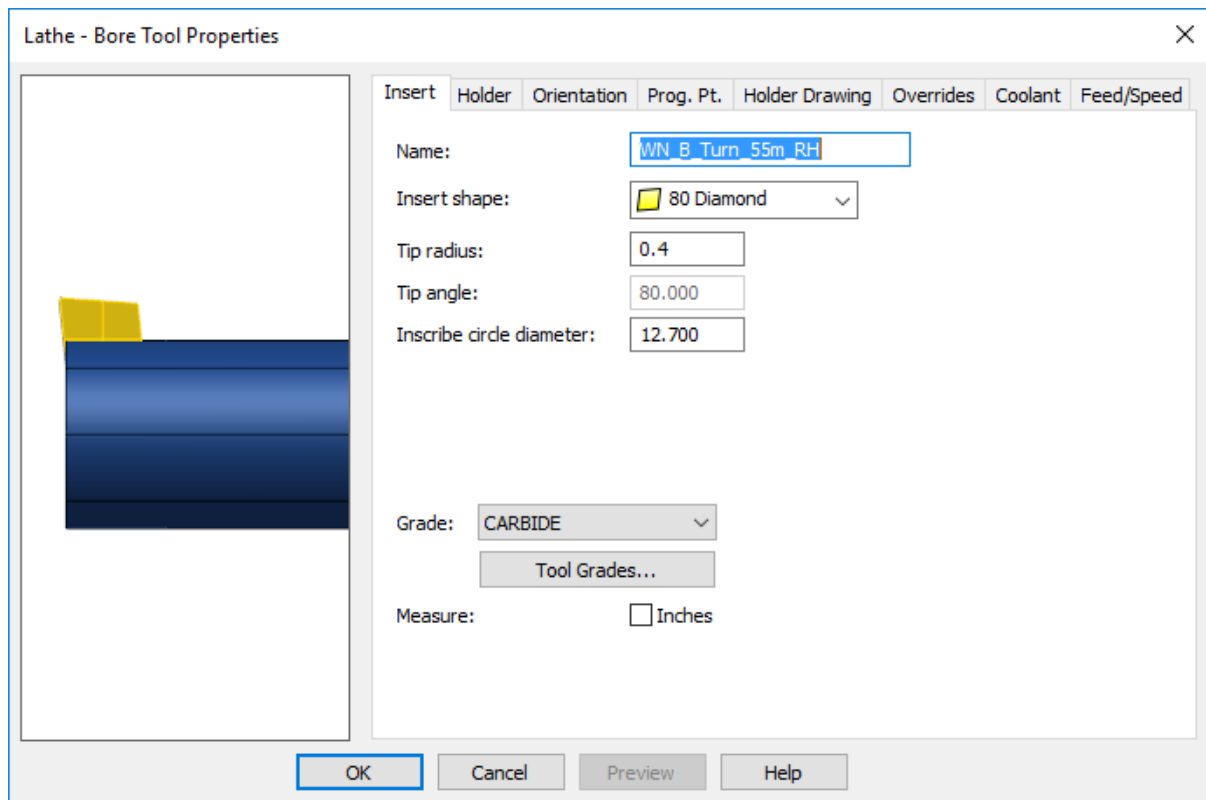 Lathe - Bore Tool Properties
Insert Holder Orientation Prog. Pt. Holder Drawing Overrides Coolant Feed/Speed
Name: WN_B_Turn_55m_RH
Insert shape: 80 Diamond
Tip radius: 0.4
Tip angle: 80.000
Inscribe circle diameter: 12.700
Grade: CARBIDE
Tool Grades...
Measure: Inches
OK Cancel Preview Help